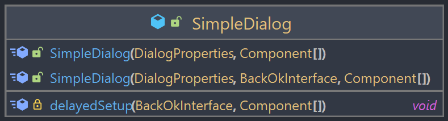 SimpleDialog
SimpleDialog(DialogProperties, Component[])
SimpleDialog(DialogProperties, BackOkInterface, Component[])
delayedSetup(BackOkInterface, Component[]) void